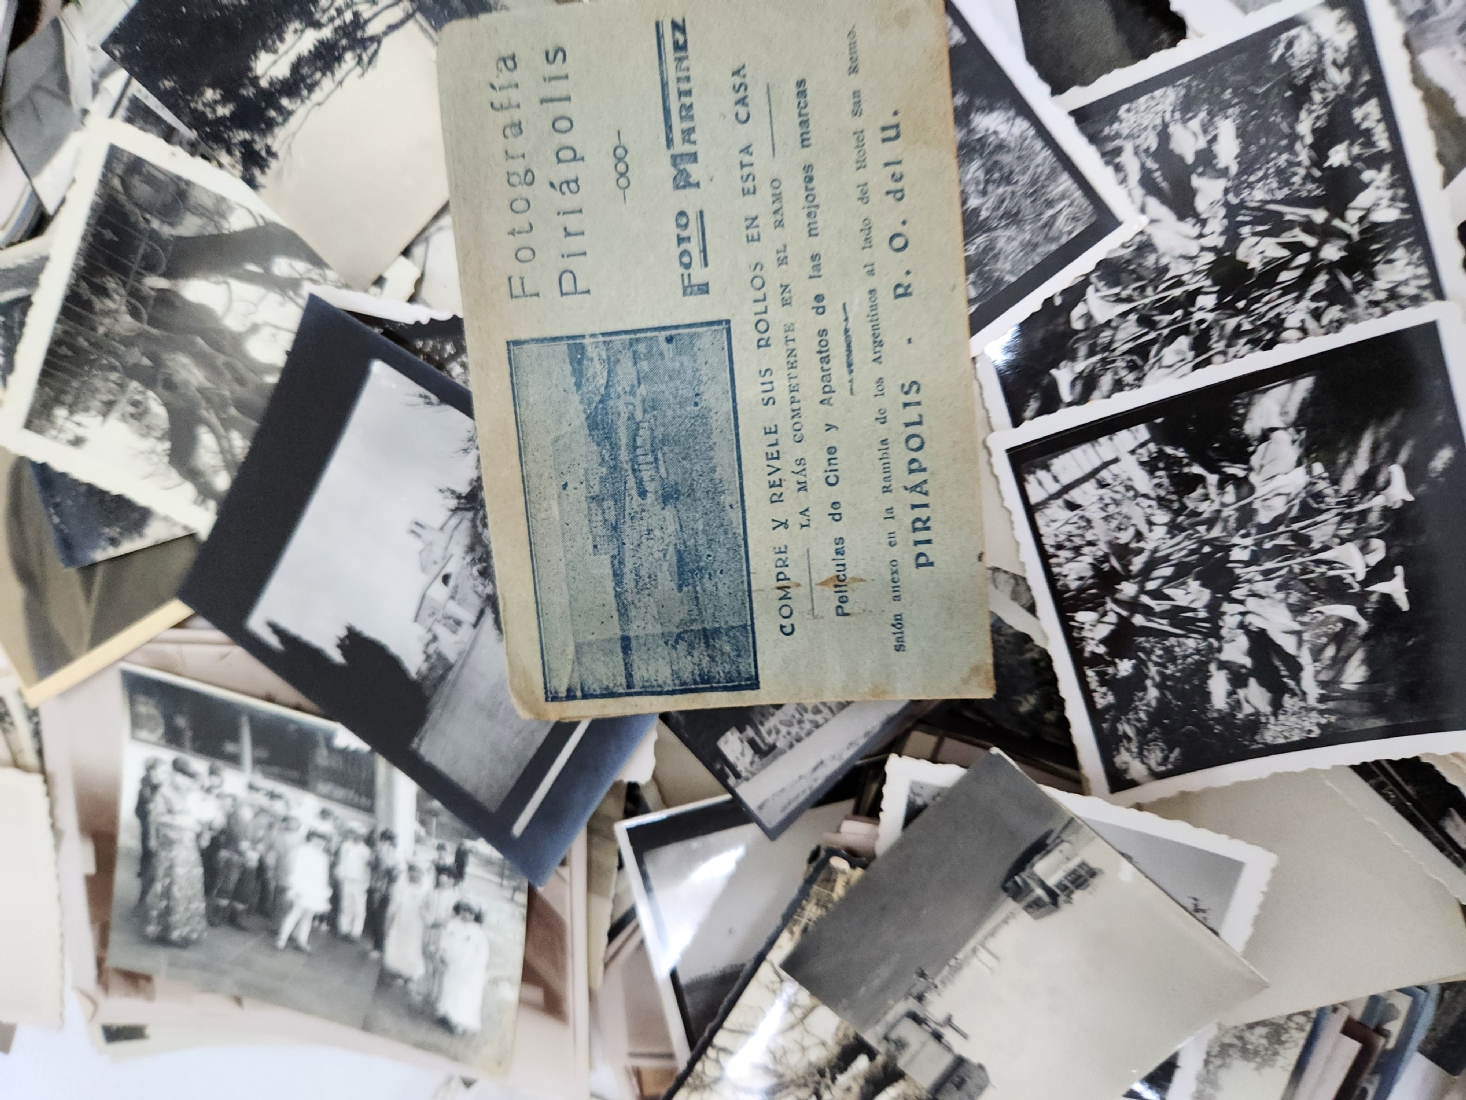 Fotografía
Piriápolis
-ooo-
FOTO MARTINEZ
COMPRE Y REVELE SUS ROLLOS EN ESTA CASA
LA MÁS COMPETENTE EN EL RAMO
Películas de Cine y Aparatos de las mejores marcas
Salón anexo en la Rambla de los Argentinos al lado del Hotel San Remo.
PIRIÁPOLIS - R. O. del U.